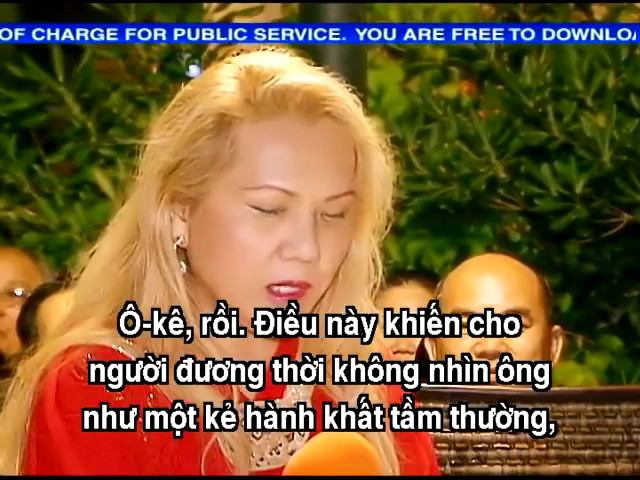 OF CHARGE FOR PUBLIC SERVICE. YOU ARE FREE TO DOWNLOA
Ô-kê, rồi. Điều này khiến cho
người đương thời không nhìn ông
như một kẻ hành khất tầm thường,